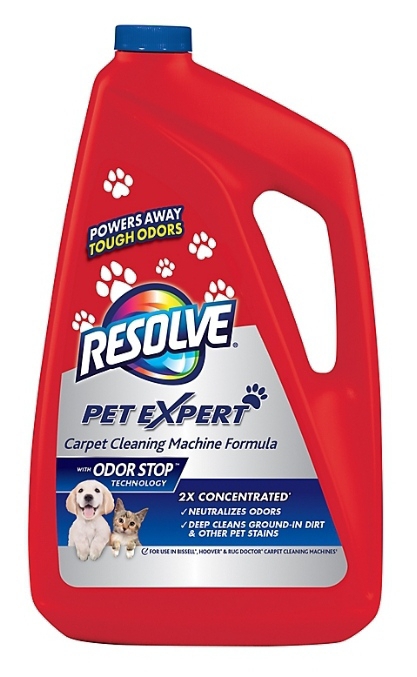 POWERS AWAY
TOUGH ODORS
RESOLVE®
PET EXPERT
Carpet Cleaning Machine Formula
WITH ODOR STOP™
TECHNOLOGY
2X CONCENTRATED*
✓ NEUTRALIZES ODORS
✓ DEEP CLEANS GROUND-IN DIRT
& OTHER PET STAINS
FOR USE IN BISSELL®, HOOVER® & RUG DOCTOR® CARPET CLEANING MACHINES†